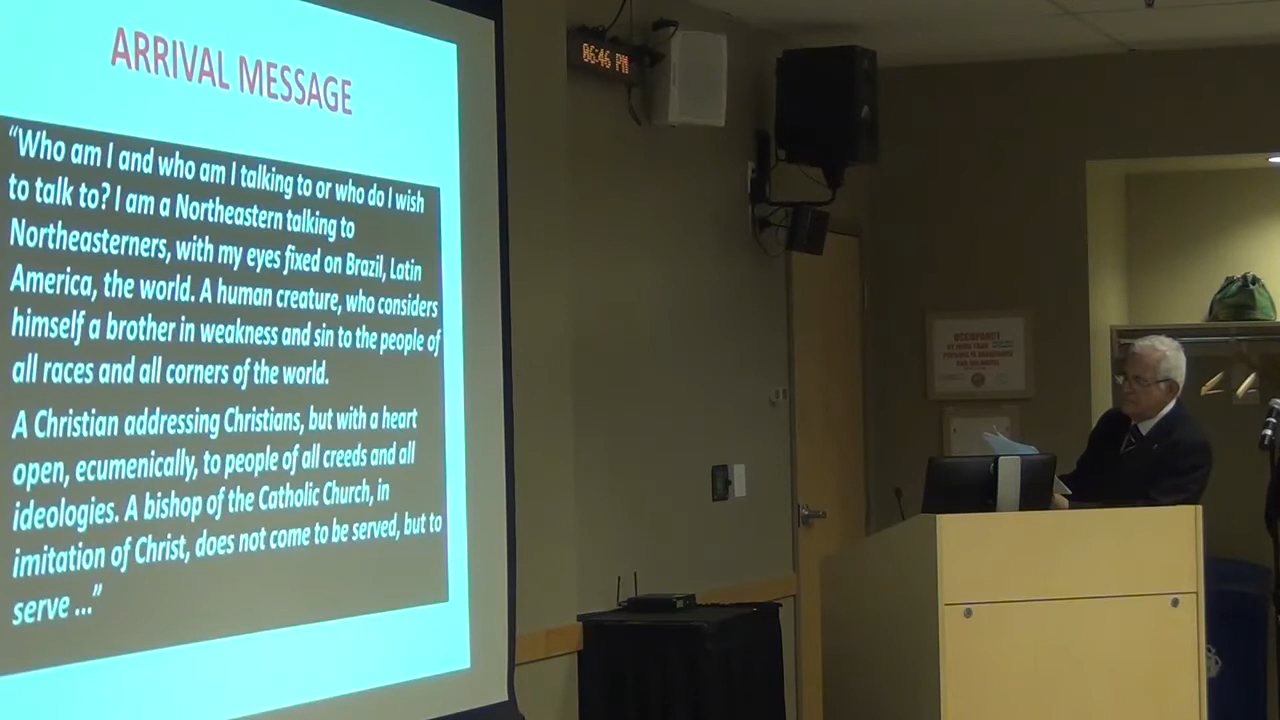 ARRIVAL MESSAGE
“Who am I and who am I talking to or who do I wish
to talk to? I am a Northeastern talking to
Northeasterners, with my eyes fixed on Brazil, Latin
America, the world. A human creature, who considers
himself a brother in weakness and sin to the people of
all races and all corners of the world.
A Christian addressing Christians, but with a heart
open, ecumenically, to people of all creeds and all
ideologies. A bishop of the Catholic Church, in
imitation of Christ, does not come to be served, but to
serve ...”
06:46 PM
OCCUPANCY